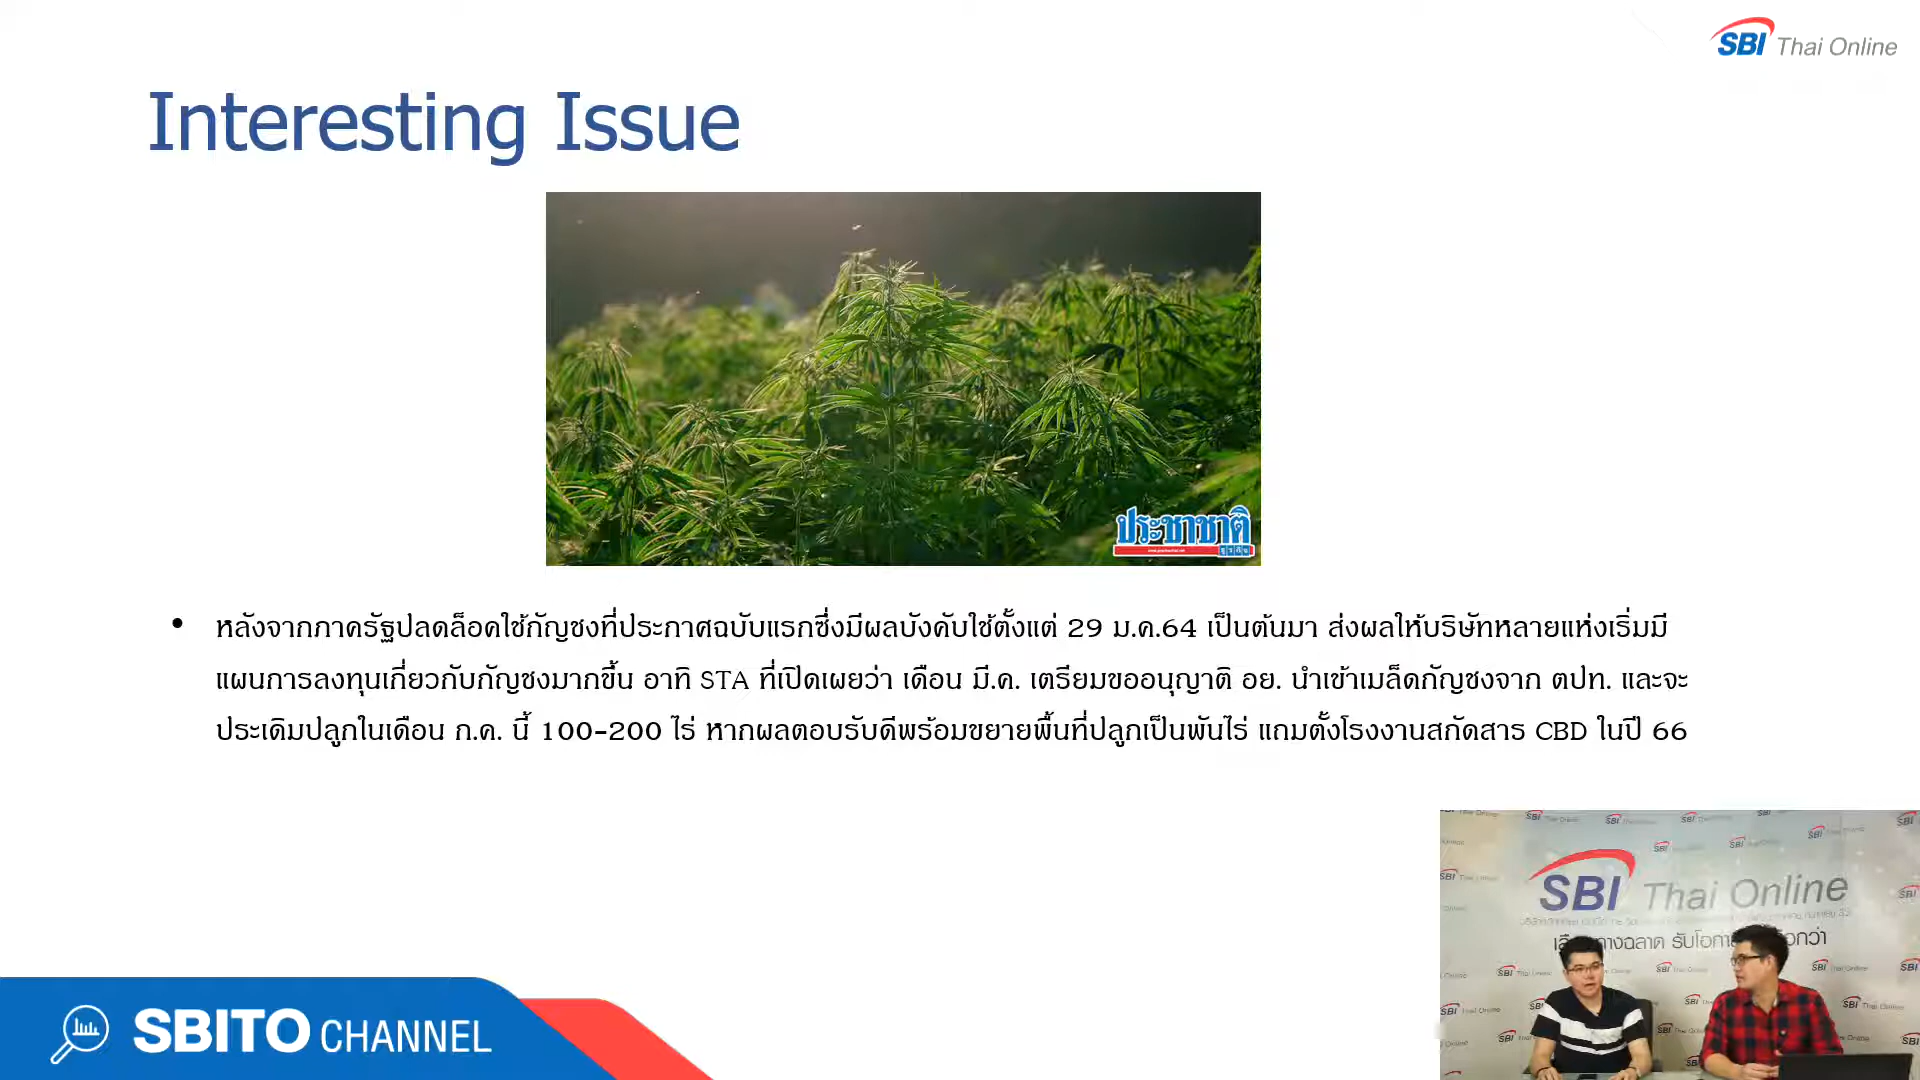 SBI Thai Online
Interesting Issue
ประชาชาติ
ธุรกิจ
• หลังจากภาครัฐปลดล็อคใช้กัญชงที่ประกาศฉบับแรกซึ่งมีผลบังคับใช้ตั้งแต่ 29 ม.ค.64 เป็นต้นมา ส่งผลให้บริษัทหลายแห่งเริ่มมี
แผนการลงทุนเกี่ยวกับกัญชงมากขึ้น อาทิ STA ที่เปิดเผยว่า เดือน มี.ค. เตรียมขออนุญาติ อย. นำเข้าเมล็ดกัญชงจาก ตปท. และจะ
ประเดิมปลูกในเดือน ก.ค. นี้ 100-200 ไร่ หากผลตอบรับดีพร้อมขยายพื้นที่ปลูกเป็นพันไร่ แถมตั้งโรงงานสกัดสาร CBD ในปี 66
SBI Thai Online
รับโอกา
SBITO CHANNEL